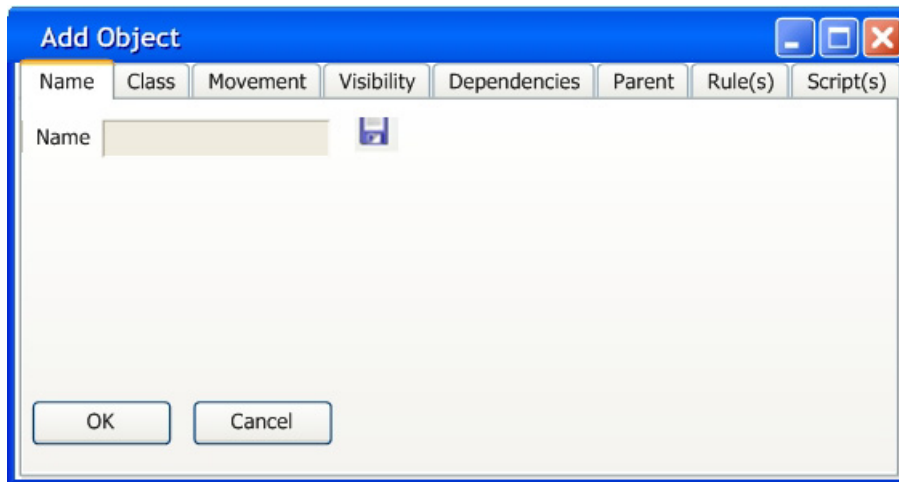 Add Object
Name Class Movement Visibility Dependencies Parent Rule(s) Script(s)
Name
OK Cancel